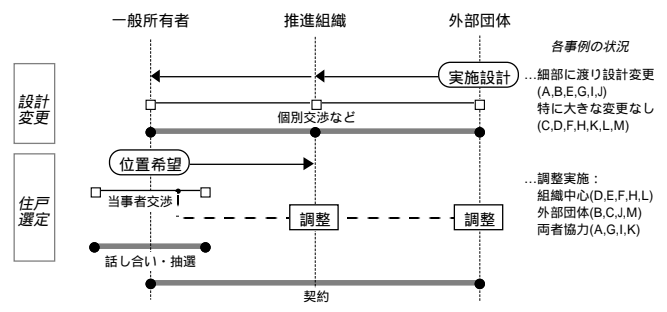 一般所有者
推進組織
外部団体
各事例の状況
設計
変更
実施設計
…細部に渡り設計変更
(A,B,E,G,I,J)
特に大きな変更なし
(C,D,F,H,K,L,M)
個別交渉など
住戸
選定
位置希望
当事者交渉
調整
調整
…調整実施：
組織中心(D,E,F,H,L)
外部団体(B,C,J,M)
両者協力(A,G,I,K)
話し合い・抽選
契約